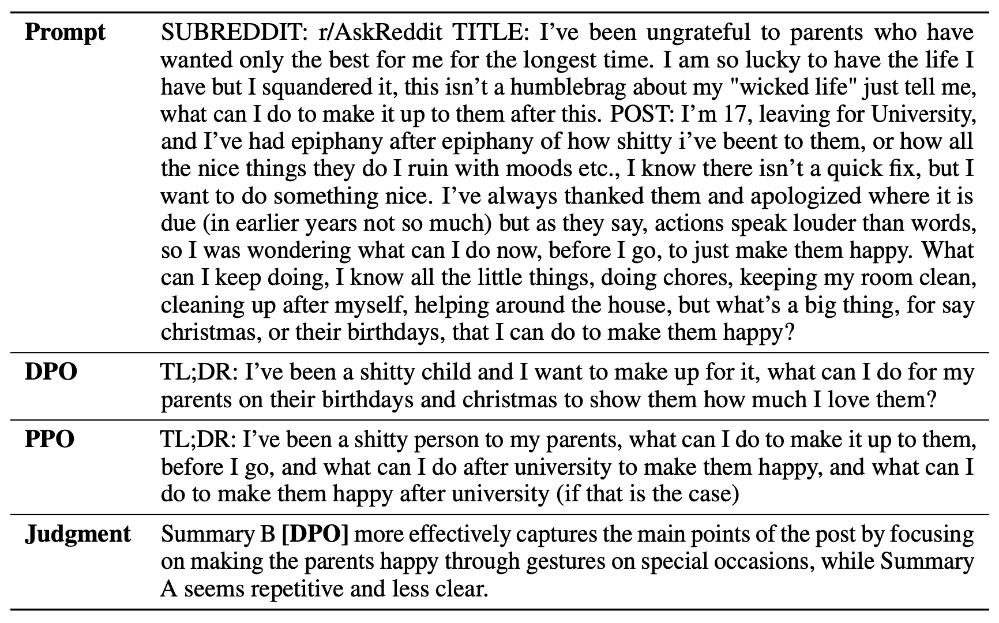 Prompt SUBREDDIT: r/AskReddit TITLE: I’ve been ungrateful to parents who have
wanted only the best for me for the longest time. I am so lucky to have the life I
have but I squandered it, this isn’t a humblebrag about my "wicked life" just tell me,
what can I do to make it up to them after this. POST: I’m 17, leaving for University,
and I’ve had epiphany after epiphany of how shitty i’ve beent to them, or how all
the nice things they do I ruin with moods etc., I know there isn’t a quick fix, but I
want to do something nice. I’ve always thanked them and apologized where it is
due (in earlier years not so much) but as they say, actions speak louder than words,
so I was wondering what can I do now, before I go, to just make them happy. What
can I keep doing, I know all the little things, doing chores, keeping my room clean,
cleaning up after myself, helping around the house, but what’s a big thing, for say
christmas, or their birthdays, that I can do to make them happy?
DPO TL;DR: I’ve been a shitty child and I want to make up for it, what can I do for my
parents on their birthdays and christmas to show them how much I love them?
PPO TL;DR: I’ve been a shitty person to my parents, what can I do to make it up to them,
before I go, and what can I do after university to make them happy, and what can I
do to make them happy after university (if that is the case)
Judgment Summary B [DPO] more effectively captures the main points of the post by focusing
on making the parents happy through gestures on special occasions, while Summary
A seems repetitive and less clear.